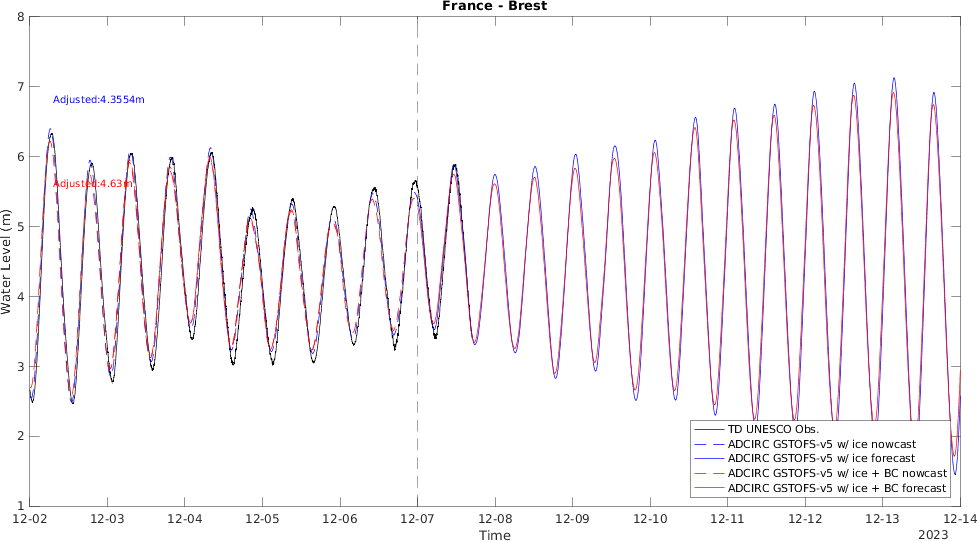 France - Brest
8
7
6
5
4
3
2
1
Water Level (m)
Adjusted:4.3554m
Adjusted:4.63m
TD UNESCO Obs.
ADCIRC GSTOFS-v5 w/ ice nowcast
ADCIRC GSTOFS-v5 w/ ice forecast
ADCIRC GSTOFS-v5 w/ ice + BC nowcast
ADCIRC GSTOFS-v5 w/ ice + BC forecast
12-02 12-03 12-04 12-05 12-06 12-07 12-08 12-09 12-10 12-11 12-12 12-13 12-14
Time
2023